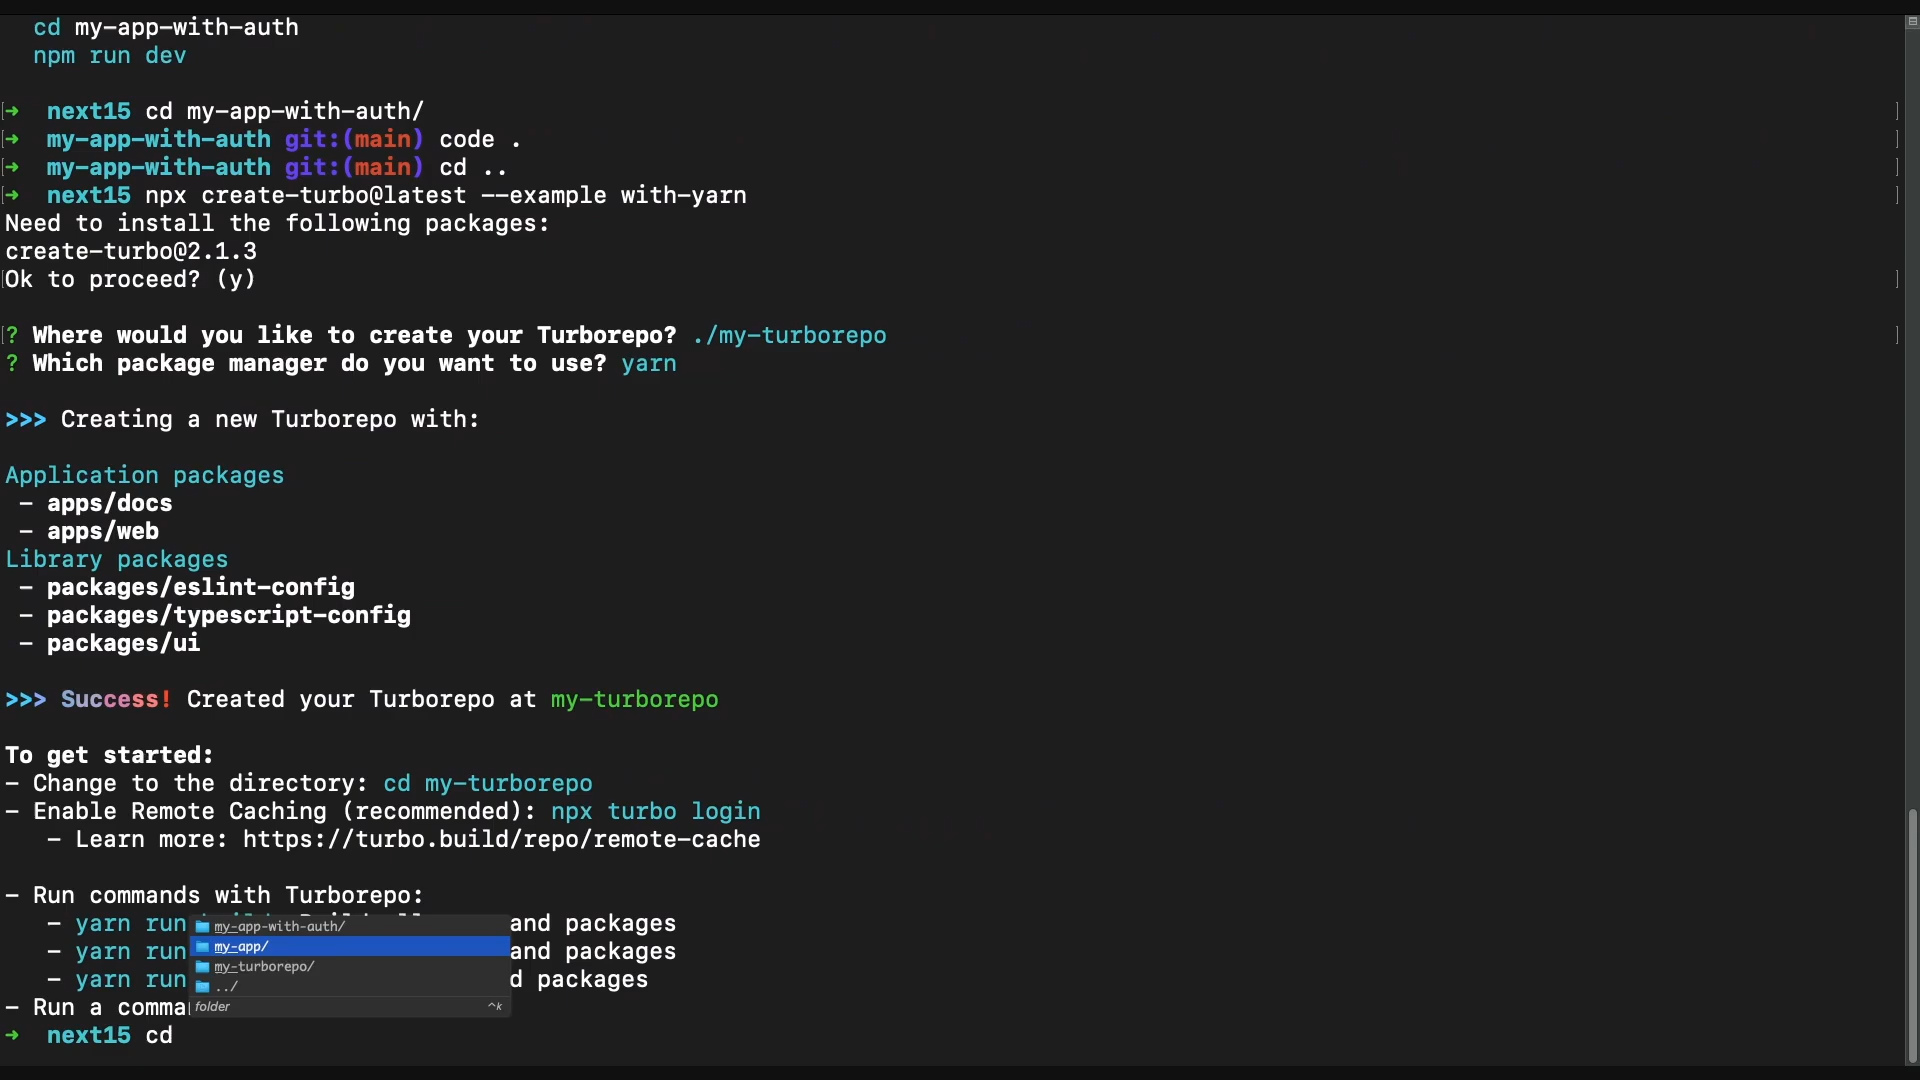 cd my-app-with-auth
npm run dev
➜ next15 cd my-app-with-auth/
➜ my-app-with-auth git:(main) code .
➜ my-app-with-auth git:(main) cd ..
➜ next15 npx create-turbo@latest --example with-yarn
Need to install the following packages:
create-turbo@2.1.3
Ok to proceed? (y)
? Where would you like to create your Turborepo? ./my-turborepo
? Which package manager do you want to use? yarn
>>> Creating a new Turborepo with:
Application packages
- apps/docs
- apps/web
Library packages
- packages/eslint-config
- packages/typescript-config
- packages/ui
>>> Success! Created your Turborepo at my-turborepo
To get started:
- Change to the directory: cd my-turborepo
- Enable Remote Caching (recommended): npx turbo login
- Learn more: https://turbo.build/repo/remote-cache
- Run commands with Turborepo:
- yarn run and packages
my-app-with-auth/
my-app/
- yarn run and packages
my-turborepo/
- yarn run packages
../
- Run a
folder ^k
➜ next15 cd